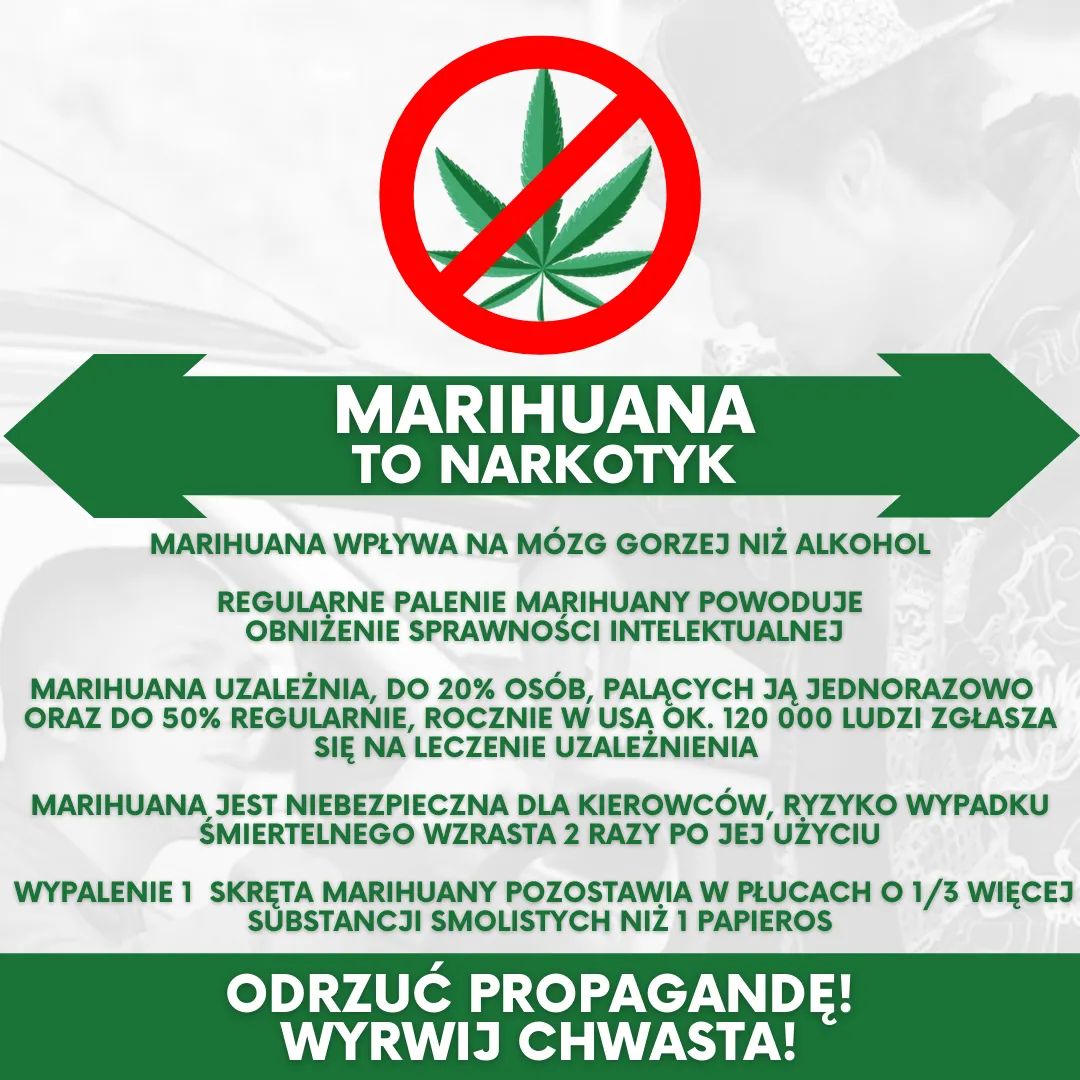 MARIHUANA
TO NARKOTYK
MARIHUANA WPŁYWA NA MÓZG GORZEJ NIŻ ALKOHOL
REGULARNE PALENIE MARIHUANY POWODUJE
OBNIŻENIE SPRAWNOŚCI INTELEKTUALNEJ
MARIHUANA UZALEŻNIA, DO 20% OSÓB, PALĄCYCH JĄ JEDNORAZOWO
ORAZ DO 50% REGULARNIE, ROCZNIE W USA OK. 120 000 LUDZI ZGŁASZA
SIĘ NA LECZENIE UZALEŻNIENIA
MARIHUANA JEST NIEBEZPIECZNA DLA KIEROWCÓW, RYZYKO WYPADKU
ŚMIERTELNEGO WZRASTA 2 RAZY PO JEJ UŻYCIU
WYPALENIE 1 SKRĘTA MARIHUANY POZOSTAWIA W PŁUCACH O 1/3 WIĘCEJ
SUBSTANCJI SMOLISTYCH NIŻ 1 PAPIEROS
ODRZUĆ PROPAGANDĘ!
WYRWIJ CHWASTA!